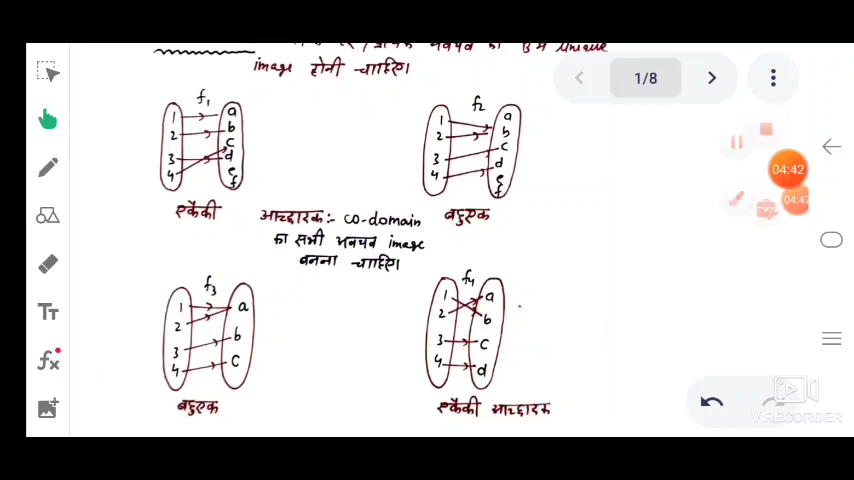 image होनी चाहिए।
1/8
f1
1 a
2 b
c
3 d
4 e
f
एकैकी
f2
1 a
2 b
3 c
4 d
e
f
बहुएक
आच्छादक :- co-domain
का सभी अवयव image
बनना चाहिए।
f3
1 a
2
3 b
4 c
बहुएक
f4
1 a
2 b
3 c
4 d
एकैकी आच्छादक
04:42
04:42
Tт
fx
V RECORDER